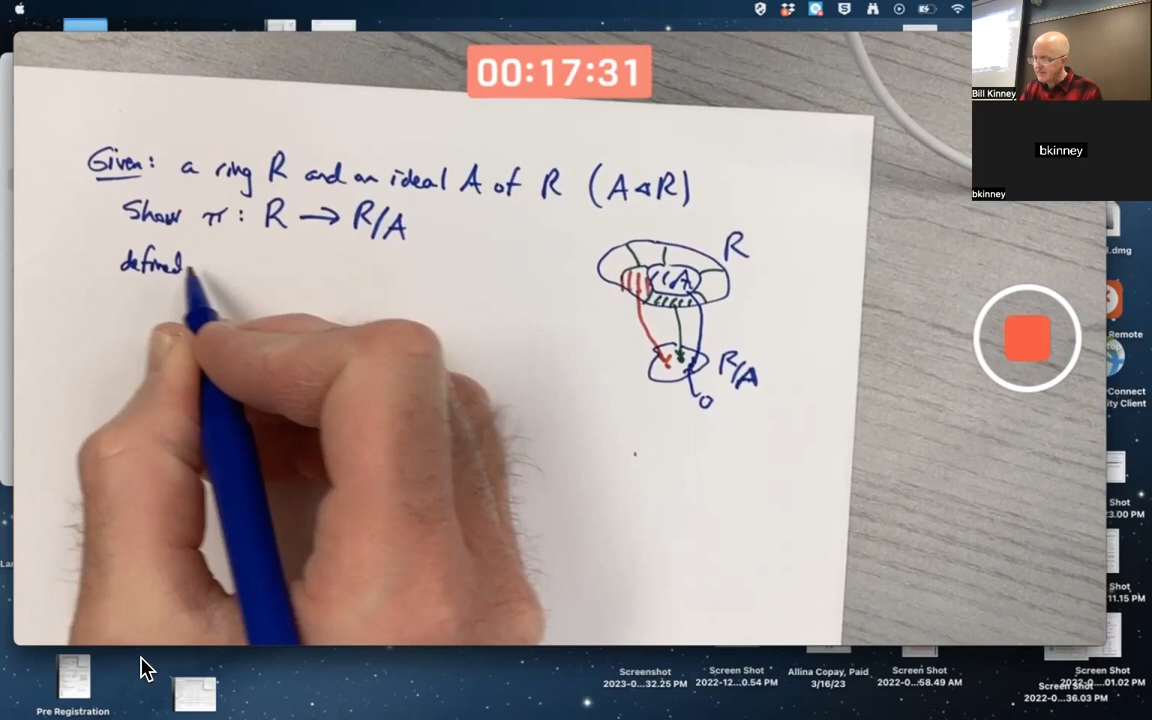 00:17:31
Bill Kinney
bkinney
bkinney
Given: a ring R and an ideal A of R (A ⊲ R)
Show π: R → R/A
defined
R
A
R/A
0
.dmg
Remote
Connect
ity Client
Shot
3.00 PM
Shot
11.15 PM
La
Pre Registration
Screenshot
2023-0....32.25 PM
Screen Shot
2022-12...0.54 PM
Allina Copay, Paid
3/16/23
Screen Shot
2022-0...:58.49 AM
Screen Shot
2022-0....01.02 PM
Screen Shot
2022-0....36.03 PM